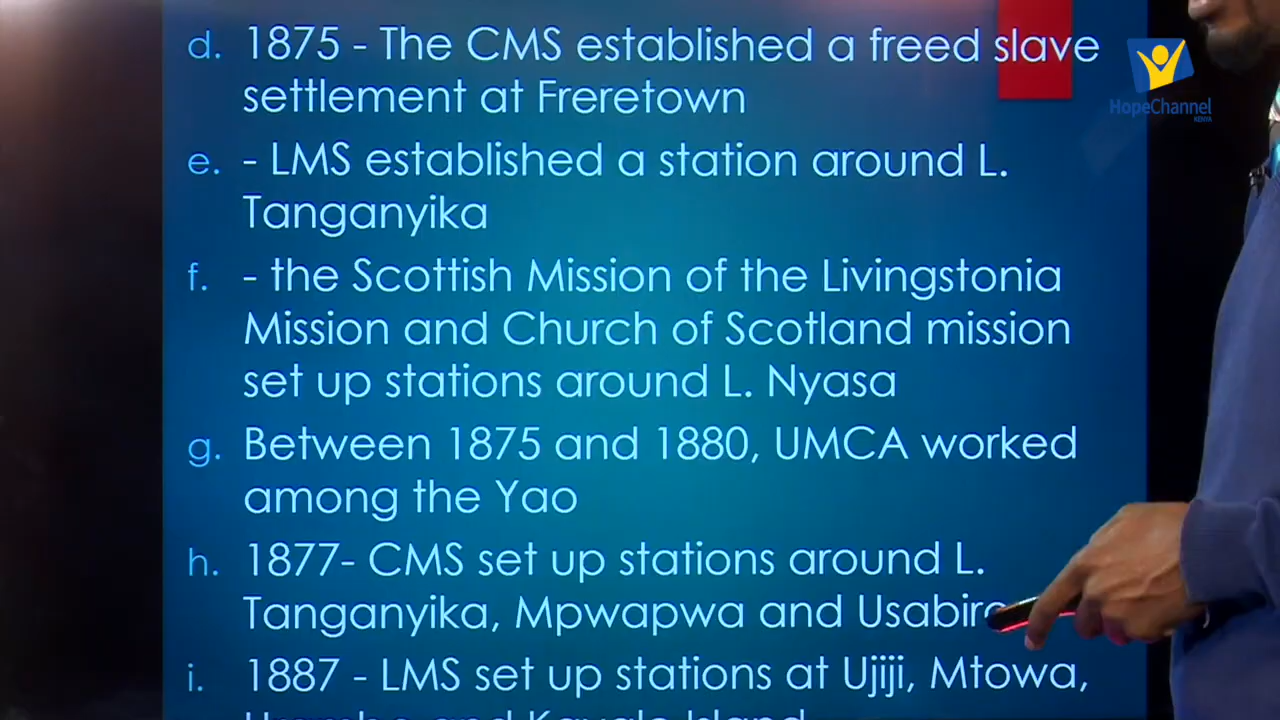 d. 1875 - The CMS established a freed slave
settlement at Freretown
e. - LMS established a station around L.
Tanganyika
f. - the Scottish Mission of the Livingstonia
Mission and Church of Scotland mission
set up stations around L. Nyasa
g. Between 1875 and 1880, UMCA worked
among the Yao
h. 1877- CMS set up stations around L.
Tanganyika, Mpwapwa and
i. 1887 - LMS set up stations at Ujiji, Mtowa,
and Island
HopeChannel
KENYA